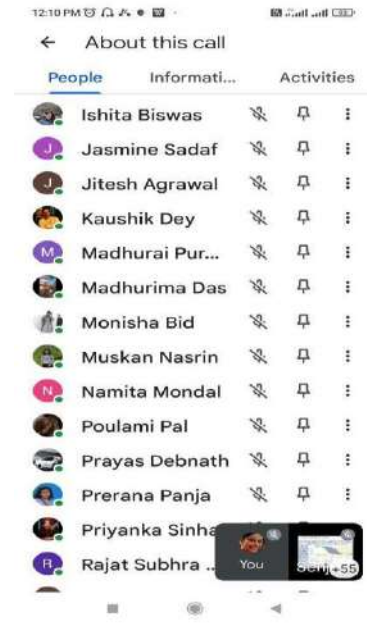 12:10 PM
← About this call
People Informati... Activities
Ishita Biswas
J Jasmine Sadaf
J Jitesh Agrawal
Kaushik Dey
M Madhurai Pur...
Madhurima Das
Monisha Bid
Muskan Nasrin
N Namita Mondal
Poulami Pal
Prayas Debnath
Prerana Panja
Priyanka Sinha
R Rajat Subhra ..
You +55